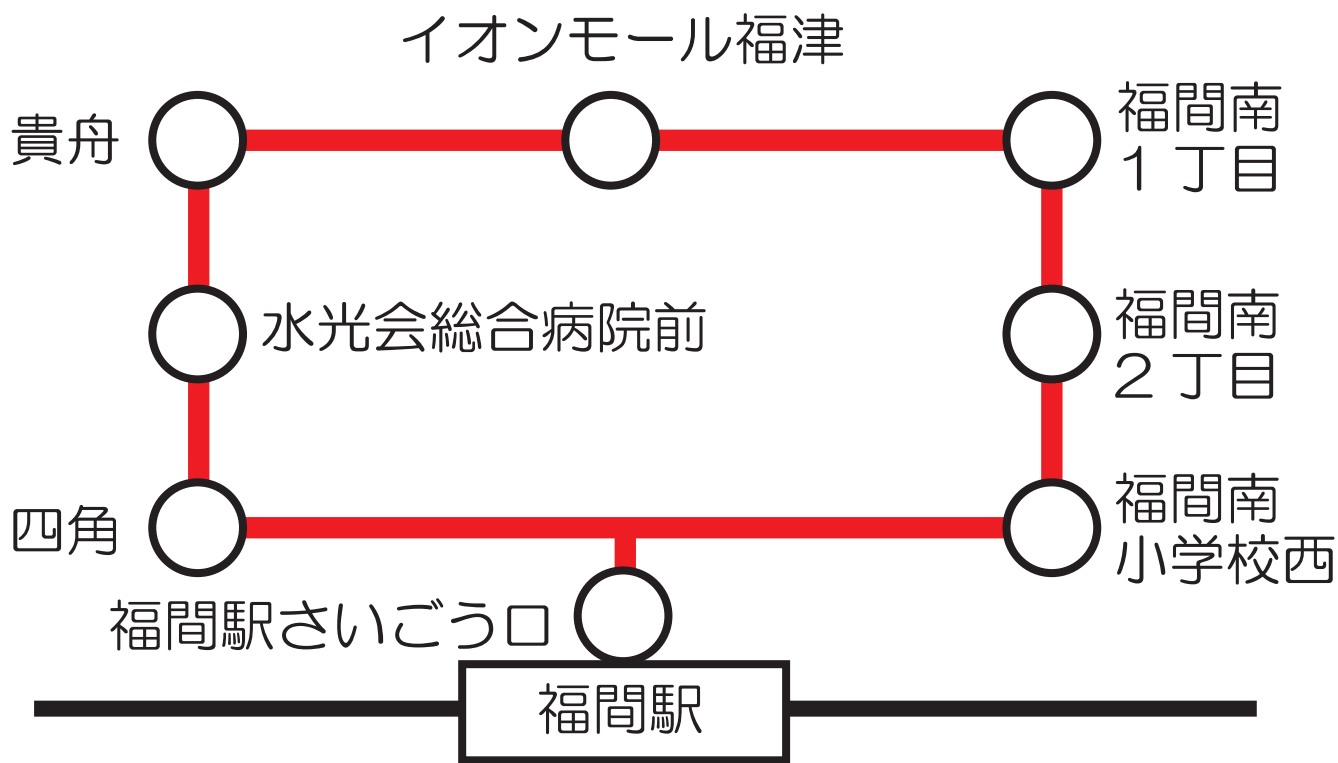 イオンモール福津
貴舟
福間南
１丁目
水光会総合病院前
福間南
２丁目
四角
福間南
小学校西
福間駅さいごう口
福間駅